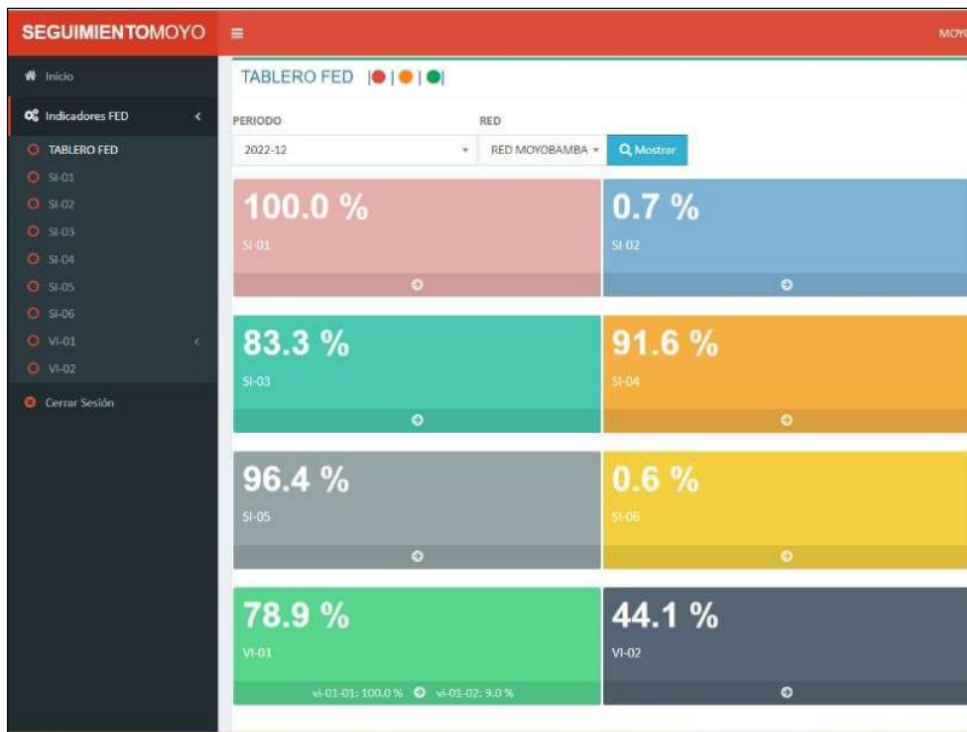 SEGUIMIENTOMOYO
MOYO
Inicio
Indicadores FED
TABLERO FED
SI-01
SI-02
SI-03
SI-04
SI-05
SI-06
VI-01
VI-02
Cerrar Sesión
TABLERO FED | | | |
PERIODO RED
2022-12 RED MOYOBAMBA Mostrar
100.0 % 0.7 %
SI-01 SI-02
83.3 % 91.6 %
SI-03 SI-04
96.4 % 0.6 %
SI-05 SI-06
78.9 % 44.1 %
VI-01 VI-02
vi-01-01: 100.0 % vi-01-02: 9.0 %